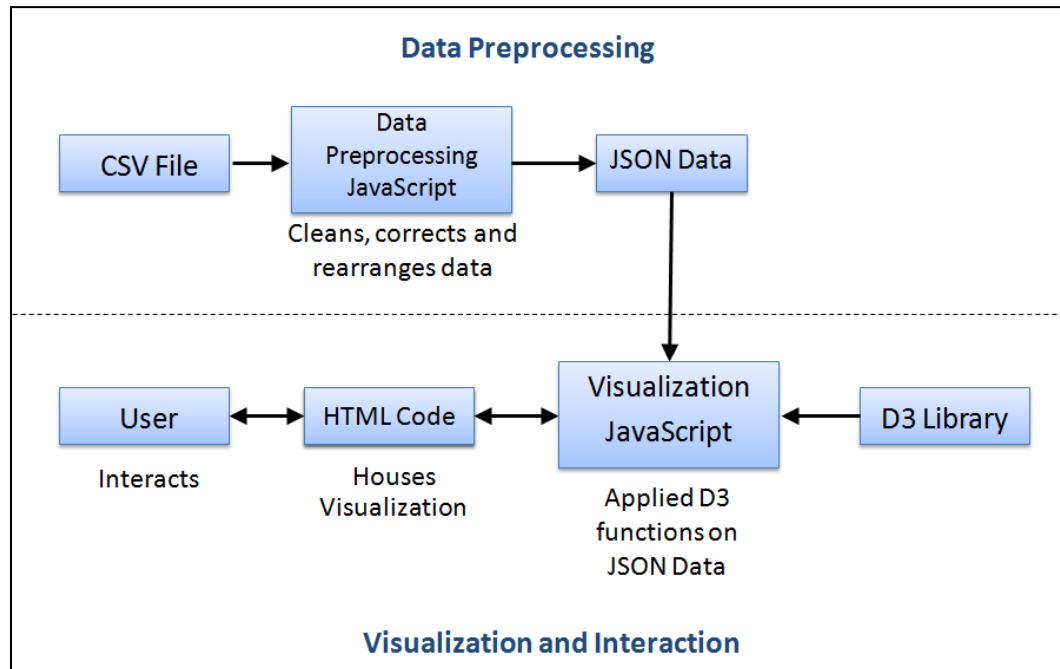 Data Preprocessing
CSV File
Data
Preprocessing
JavaScript
JSON Data
Cleans, corrects and
rearranges data
User
HTML Code
Visualization
JavaScript
D3 Library
Interacts
Houses
Visualization
Applied D3
functions on
JSON Data
Visualization and Interaction